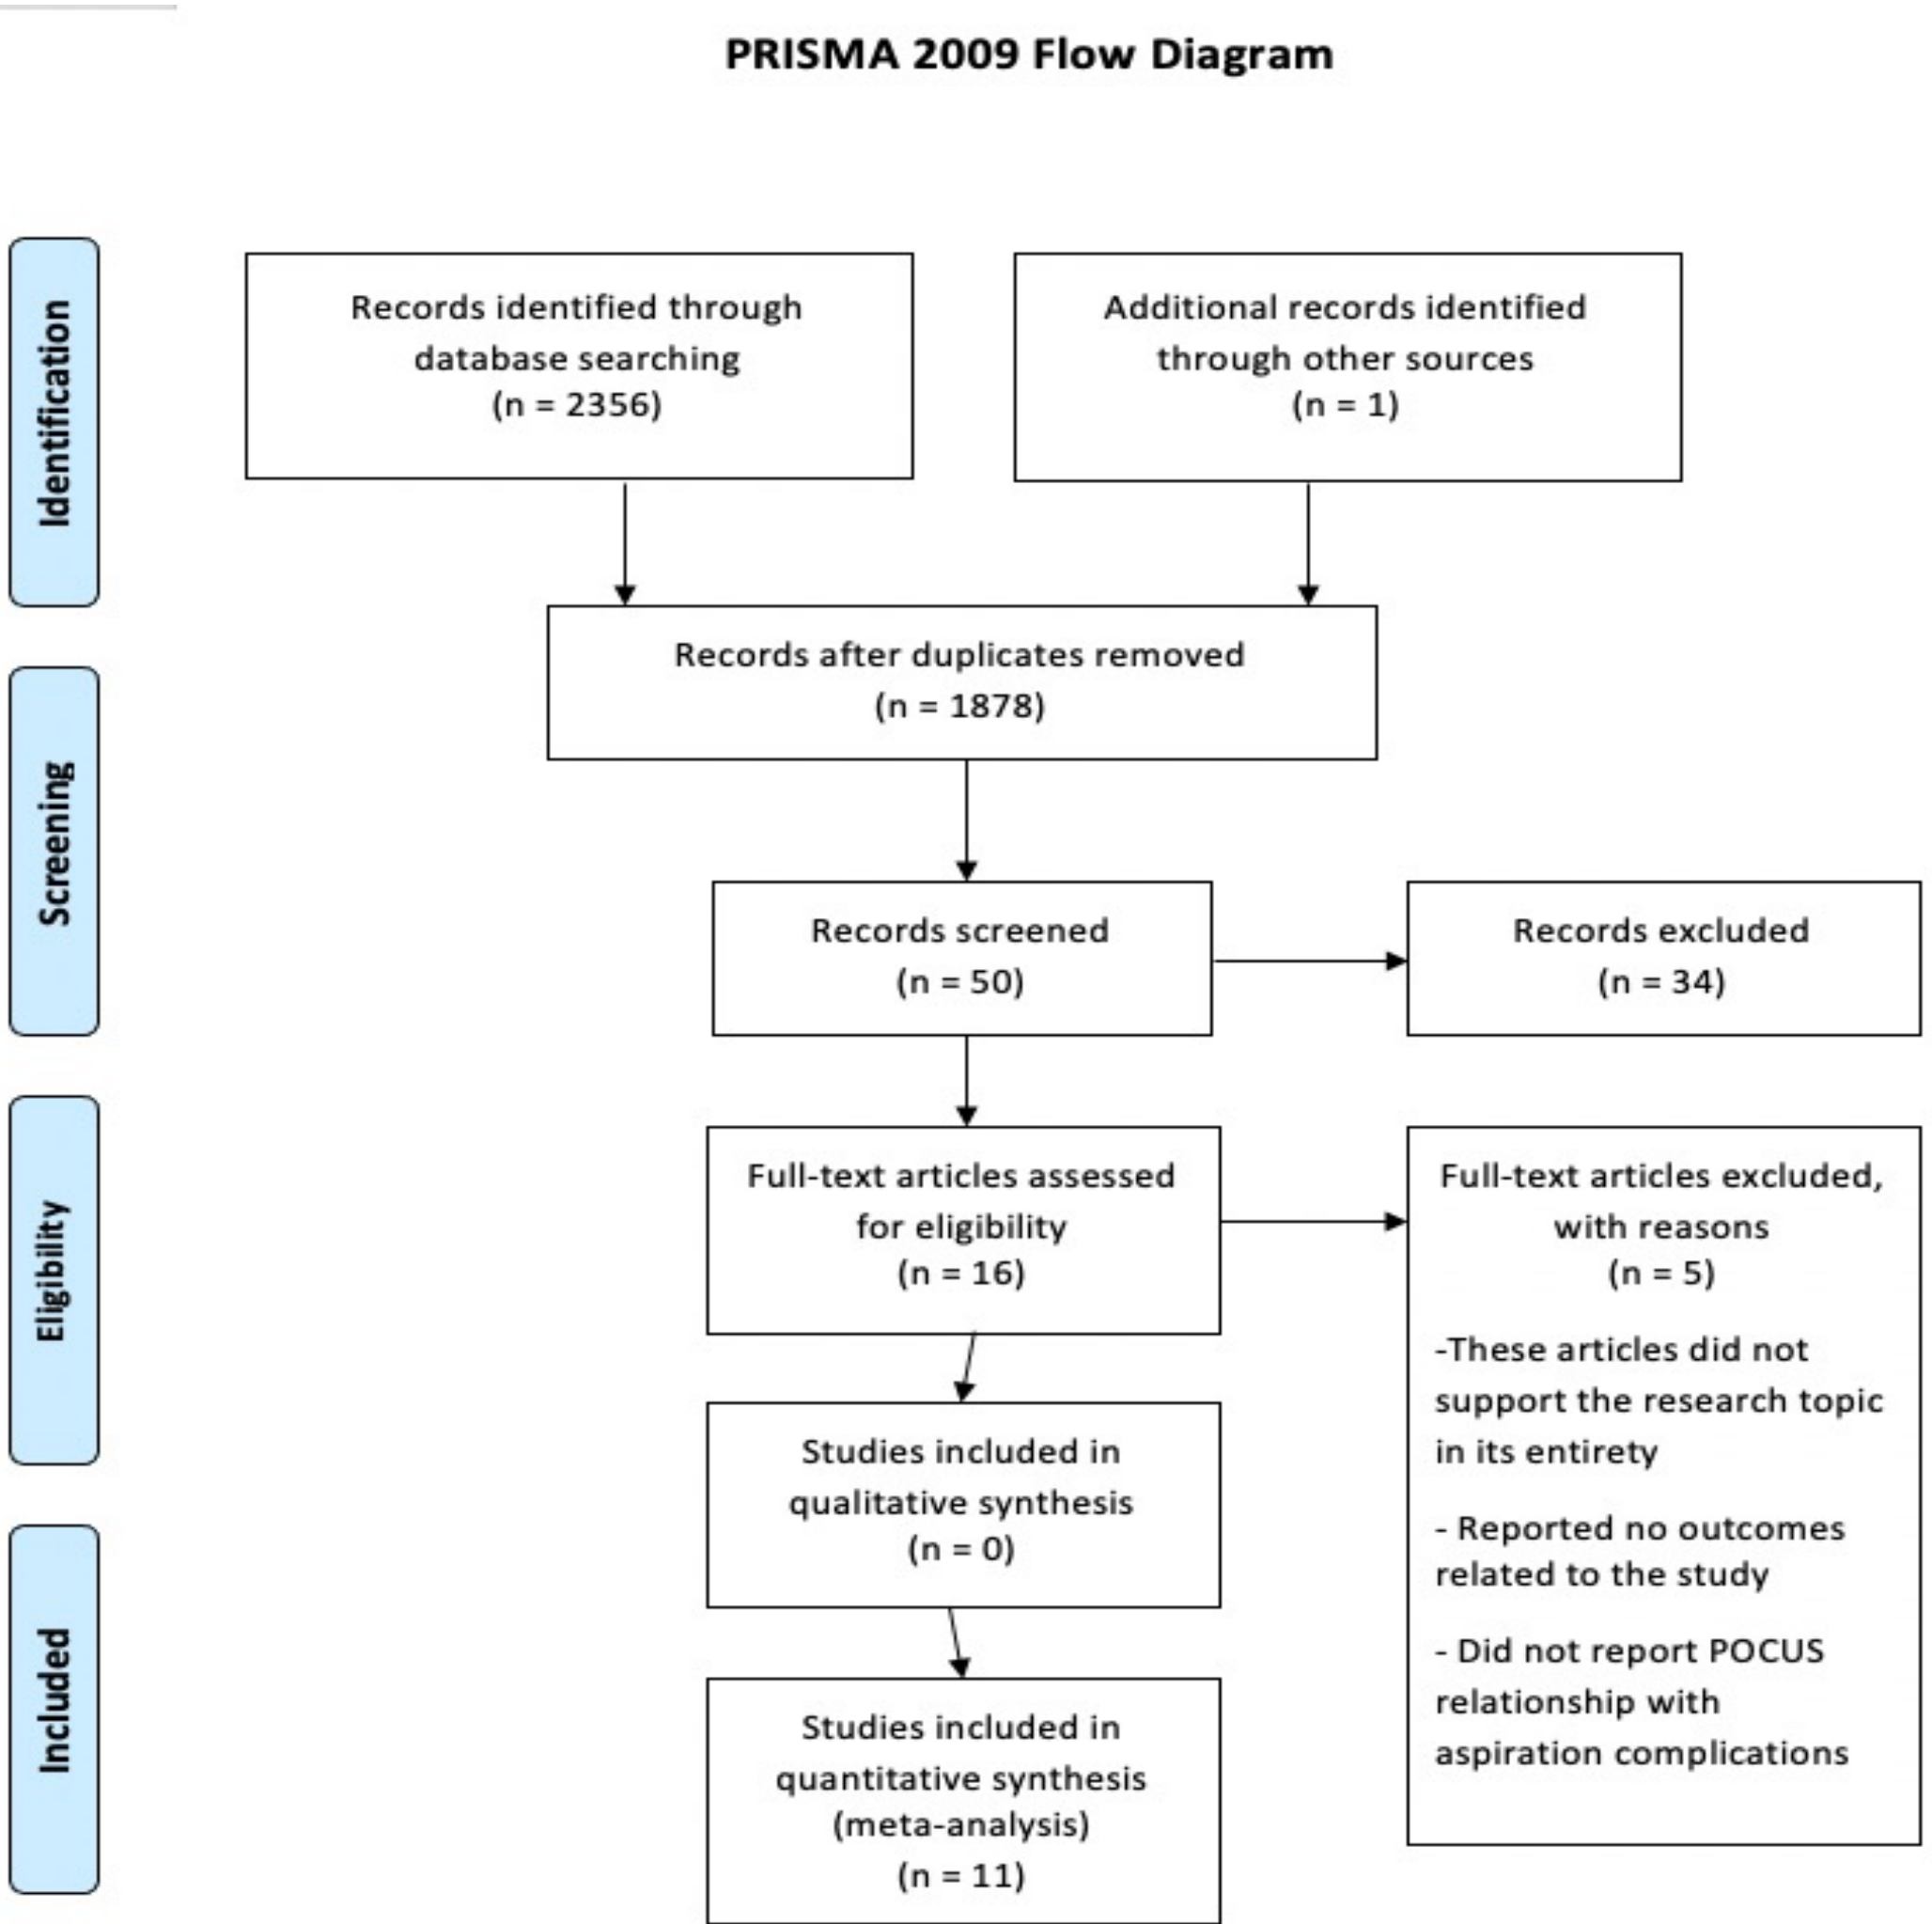 PRISMA 2009 Flow Diagram
Identification
Records identified through
database searching
(n = 2356)
Additional records identified
through other sources
(n = 1)
Records after duplicates removed
(n = 1878)
Screening
Records screened
(n = 50)
Records excluded
(n = 34)
Eligibility
Full-text articles assessed
for eligibility
(n = 16)
Full-text articles excluded,
with reasons
(n = 5)
-These articles did not
support the research topic
in its entirety
- Reported no outcomes
related to the study
- Did not report POCUS
relationship with
aspiration complications
Studies included in
qualitative synthesis
(n = 0)
Included
Studies included in
quantitative synthesis
(meta-analysis)
(n = 11)